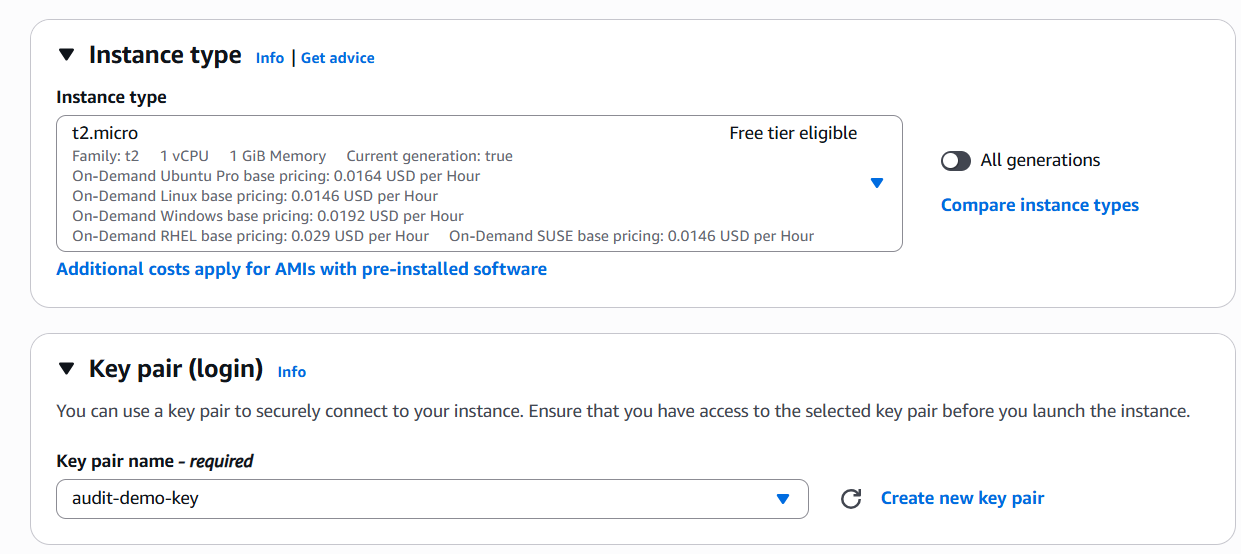 Instance type Info | Get advice
Instance type
t2.micro Free tier eligible
Family: t2 1 vCPU 1 GiB Memory Current generation: true
On-Demand Ubuntu Pro base pricing: 0.0164 USD per Hour
On-Demand Linux base pricing: 0.0146 USD per Hour
On-Demand Windows base pricing: 0.0192 USD per Hour
On-Demand RHEL base pricing: 0.029 USD per Hour On-Demand SUSE base pricing: 0.0146 USD per Hour
All generations
Compare instance types
Additional costs apply for AMIs with pre-installed software
Key pair (login) Info
You can use a key pair to securely connect to your instance. Ensure that you have access to the selected key pair before you launch the instance.
Key pair name - required
audit-demo-key Create new key pair